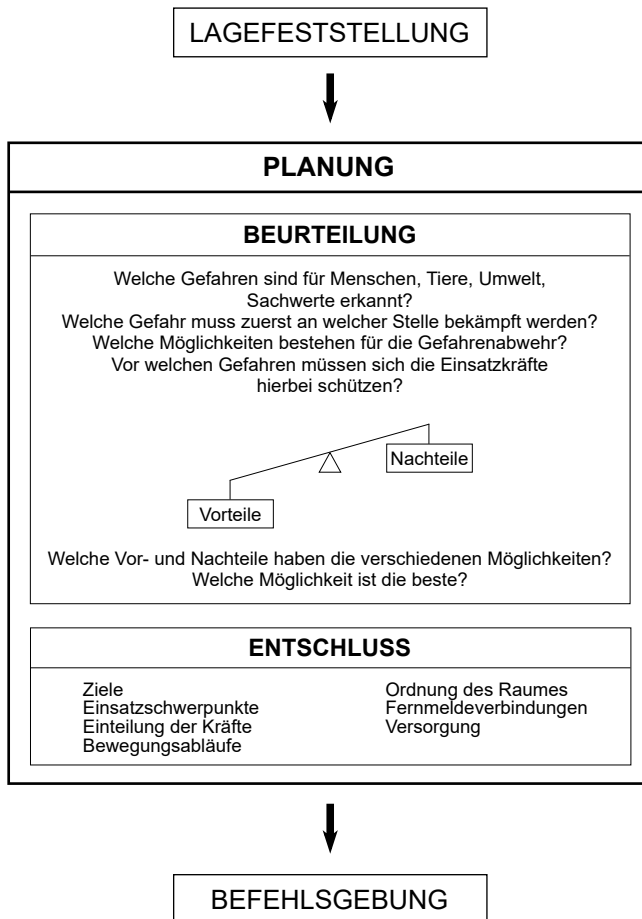 LAGEFESTSTELLUNG
PLANUNG
BEURTEILUNG
Welche Gefahren sind für Menschen, Tiere, Umwelt,
Sachwerte erkannt?
Welche Gefahr muss zuerst an welcher Stelle bekämpft werden?
Welche Möglichkeiten bestehen für die Gefahrenabwehr?
Vor welchen Gefahren müssen sich die Einsatzkräfte
hierbei schützen?
Nachteile
Vorteile
Welche Vor- und Nachteile haben die verschiedenen Möglichkeiten?
Welche Möglichkeit ist die beste?
ENTSCHLUSS
Ziele
Einsatzschwerpunkte
Einteilung der Kräfte
Bewegungsabläufe
Ordnung des Raumes
Fernmeldeverbindungen
Versorgung
BEFEHLSGEBUNG